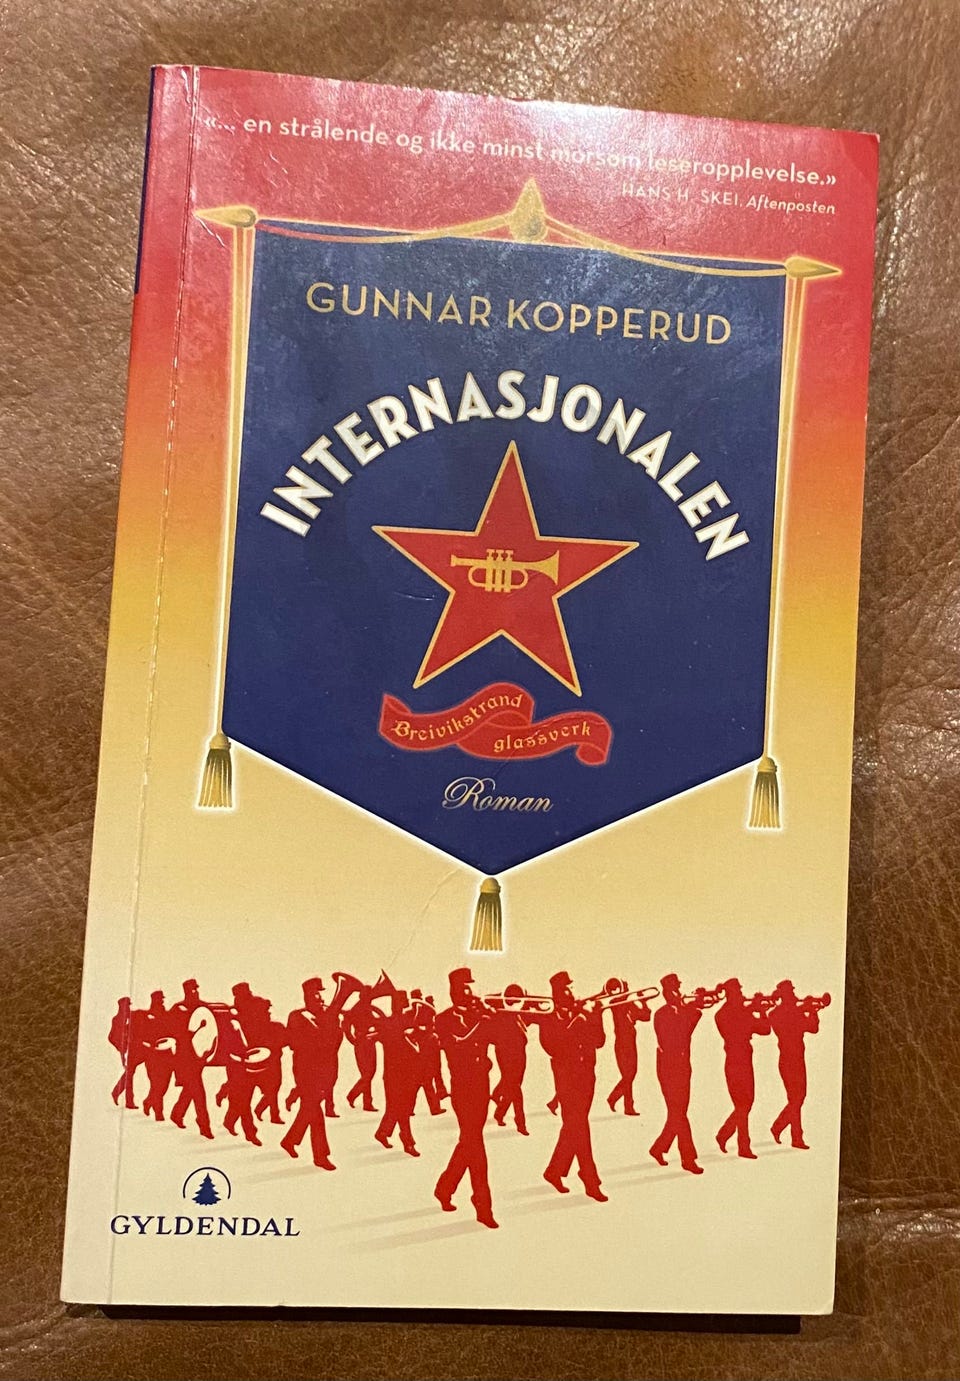 «... en strålende og ikke minst morsom leseropplevelse.»
HANS H. SKEI, Aftenposten
GUNNAR KOPPERUD
INTERNASJONALEN
Breivikstrand
glassverk
Roman
GYLDENDAL